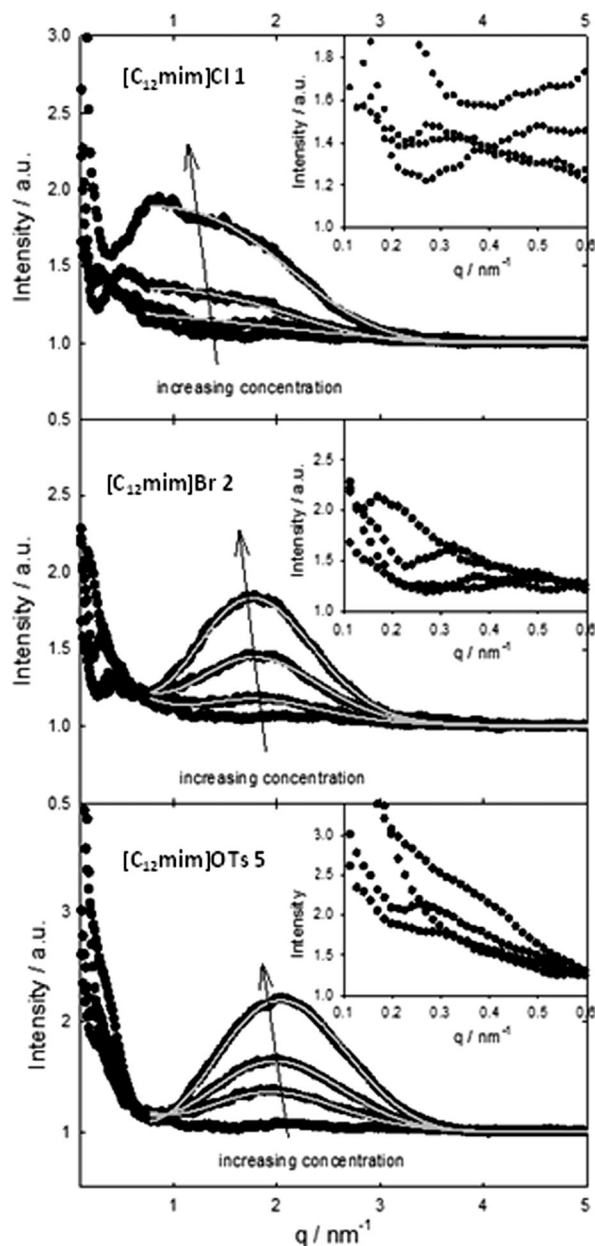 0 1 2 3 4 5
3.0
2.5
2.0
1.5
1.0
0.5
Intensity / a.u.
[C₁₂mim]Cl 1
increasing concentration
1.8
1.6
1.4
1.2
1.0
Intensity / a.u.
0.1 0.2 0.3 0.4 0.5 0.6
q / nm⁻¹
2.5
2.0
1.5
1.0
0.5
Intensity / a.u.
[C₁₂mim]Br 2
increasing concentration
2.5
2.0
1.5
1.0
Intensity / a.u.
0.1 0.2 0.3 0.4 0.5 0.6
q / nm⁻¹
3
2
1
Intensity / a.u.
[C₁₂mim]OTs 5
increasing concentration
3.0
2.5
2.0
1.5
1.0
Intensity
0.1 0.2 0.3 0.4 0.5 0.6
q / nm⁻¹
0 1 2 3 4 5
q / nm⁻¹